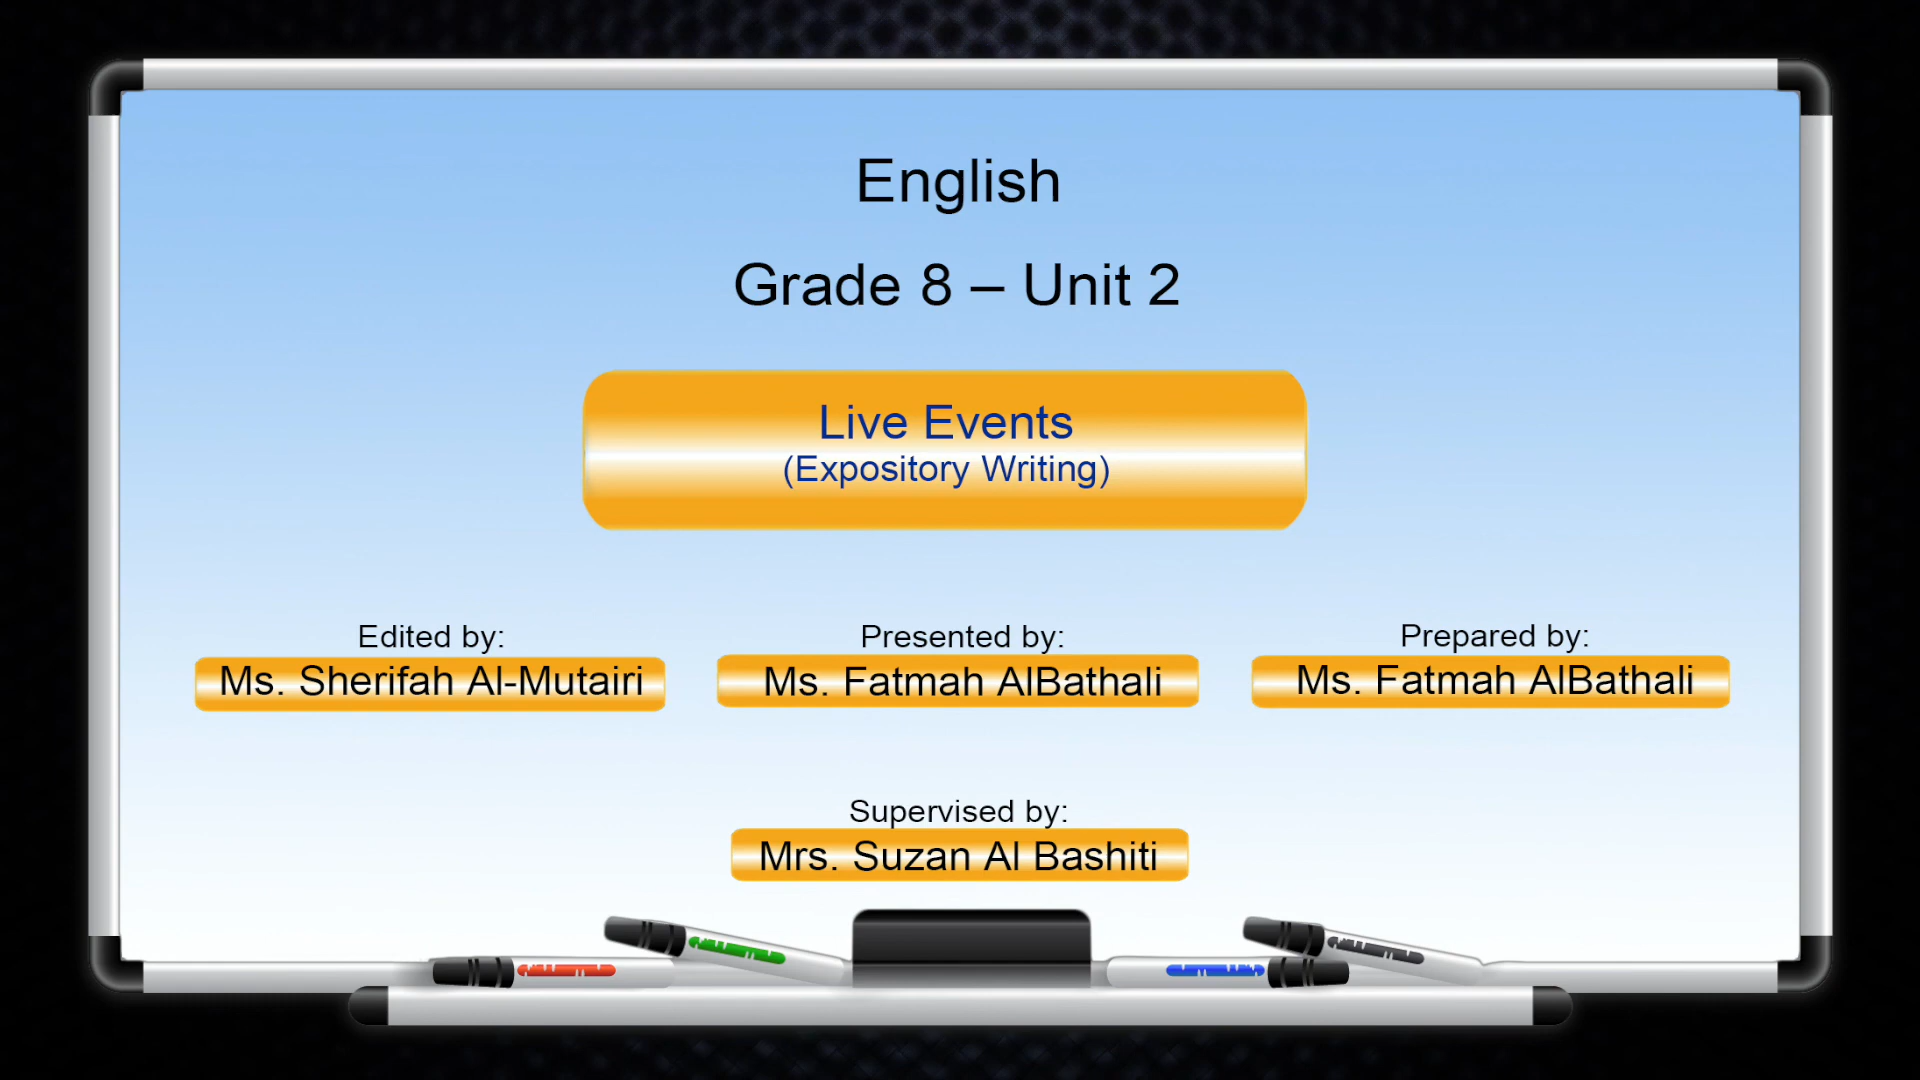 English
Grade 8 – Unit 2
Live Events
(Expository Writing)
Edited by:
Ms. Sherifah Al-Mutairi
Presented by:
Ms. Fatmah AlBathali
Prepared by:
Ms. Fatmah AlBathali
Supervised by:
Mrs. Suzan Al Bashiti